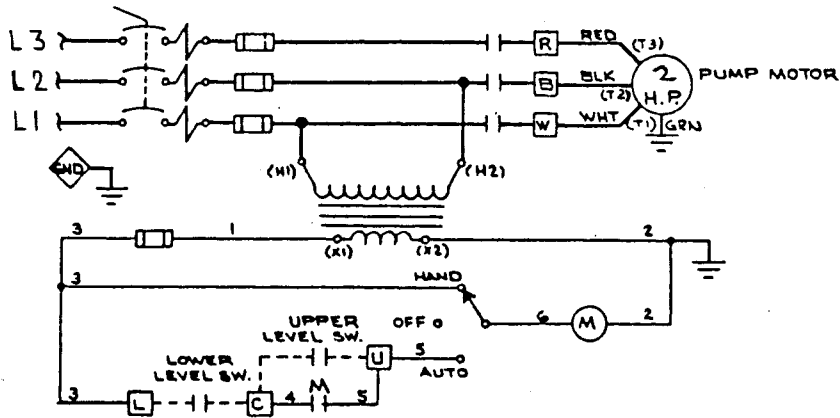 L3
R
RED
(T3)
L2
B
BLK
(T2)
2
H.P.
PUMP MOTOR
L1
W
WHT
(T1)
GRN
GND
(H1)
(H2)
3
1
(X1)
(X2)
2
3
HAND
OFF
6
M
2
UPPER
LEVEL SW.
U
5
AUTO
LOWER
LEVEL SW.
3
L
C
4
M
5